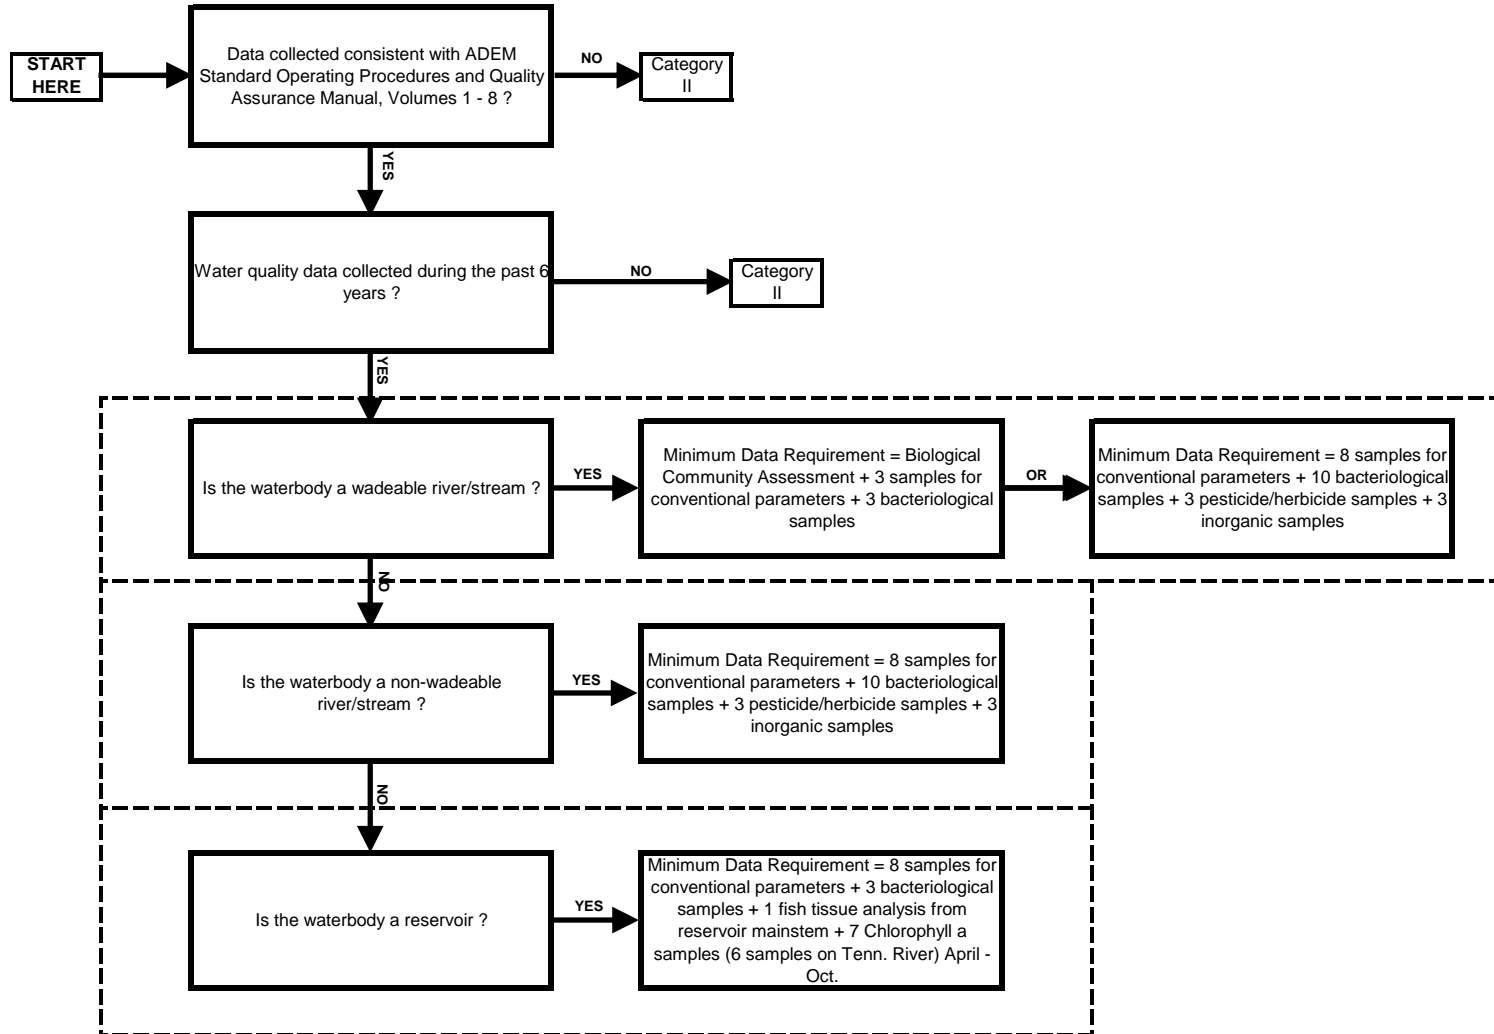 START
HERE
Data collected consistent with ADEM
Standard Operating Procedures and Quality
Assurance Manual, Volumes 1 - 8 ?
NO
Category
II
YES
Water quality data collected during the past 6
years ?
NO
Category
II
YES
Is the waterbody a wadeable river/stream ?
YES
Minimum Data Requirement = Biological
Community Assessment + 3 samples for
conventional parameters + 3 bacteriological
samples
OR
Minimum Data Requirement = 8 samples for
conventional parameters + 10 bacteriological
samples + 3 pesticide/herbicide samples + 3
inorganic samples
NO
Is the waterbody a non-wadeable
river/stream ?
YES
Minimum Data Requirement = 8 samples for
conventional parameters + 10 bacteriological
samples + 3 pesticide/herbicide samples + 3
inorganic samples
NO
Is the waterbody a reservoir ?
YES
Minimum Data Requirement = 8 samples for
conventional parameters + 3 bacteriological
samples + 1 fish tissue analysis from
reservoir mainstem + 7 Chlorophyll a
samples (6 samples on Tenn. River) April -
Oct.